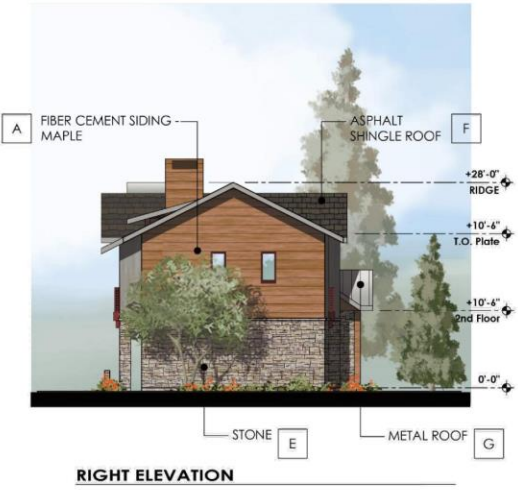 A
FIBER CEMENT SIDING
MAPLE
ASPHALT
SHINGLE ROOF
F
+28'-0"
RIDGE
+10'-6"
T.O. Plate
+10'-6"
2nd Floor
0'-0"
STONE
E
METAL ROOF
G
RIGHT ELEVATION